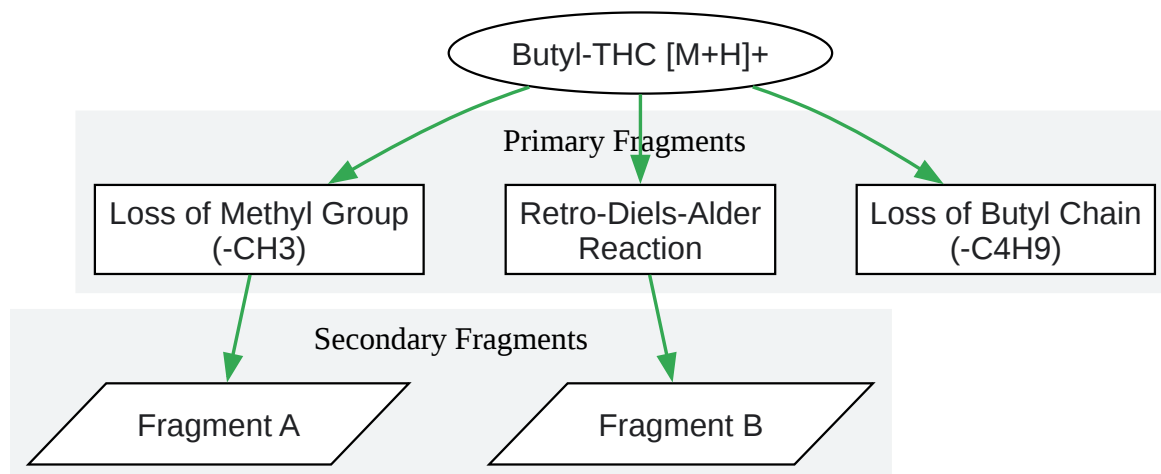 Butyl-THC [M+H]+
Primary Fragments
Loss of Methyl Group
(-CH3)
Retro-Diels-Alder
Reaction
Loss of Butyl Chain
(-C4H9)
Secondary Fragments
Fragment A
Fragment B